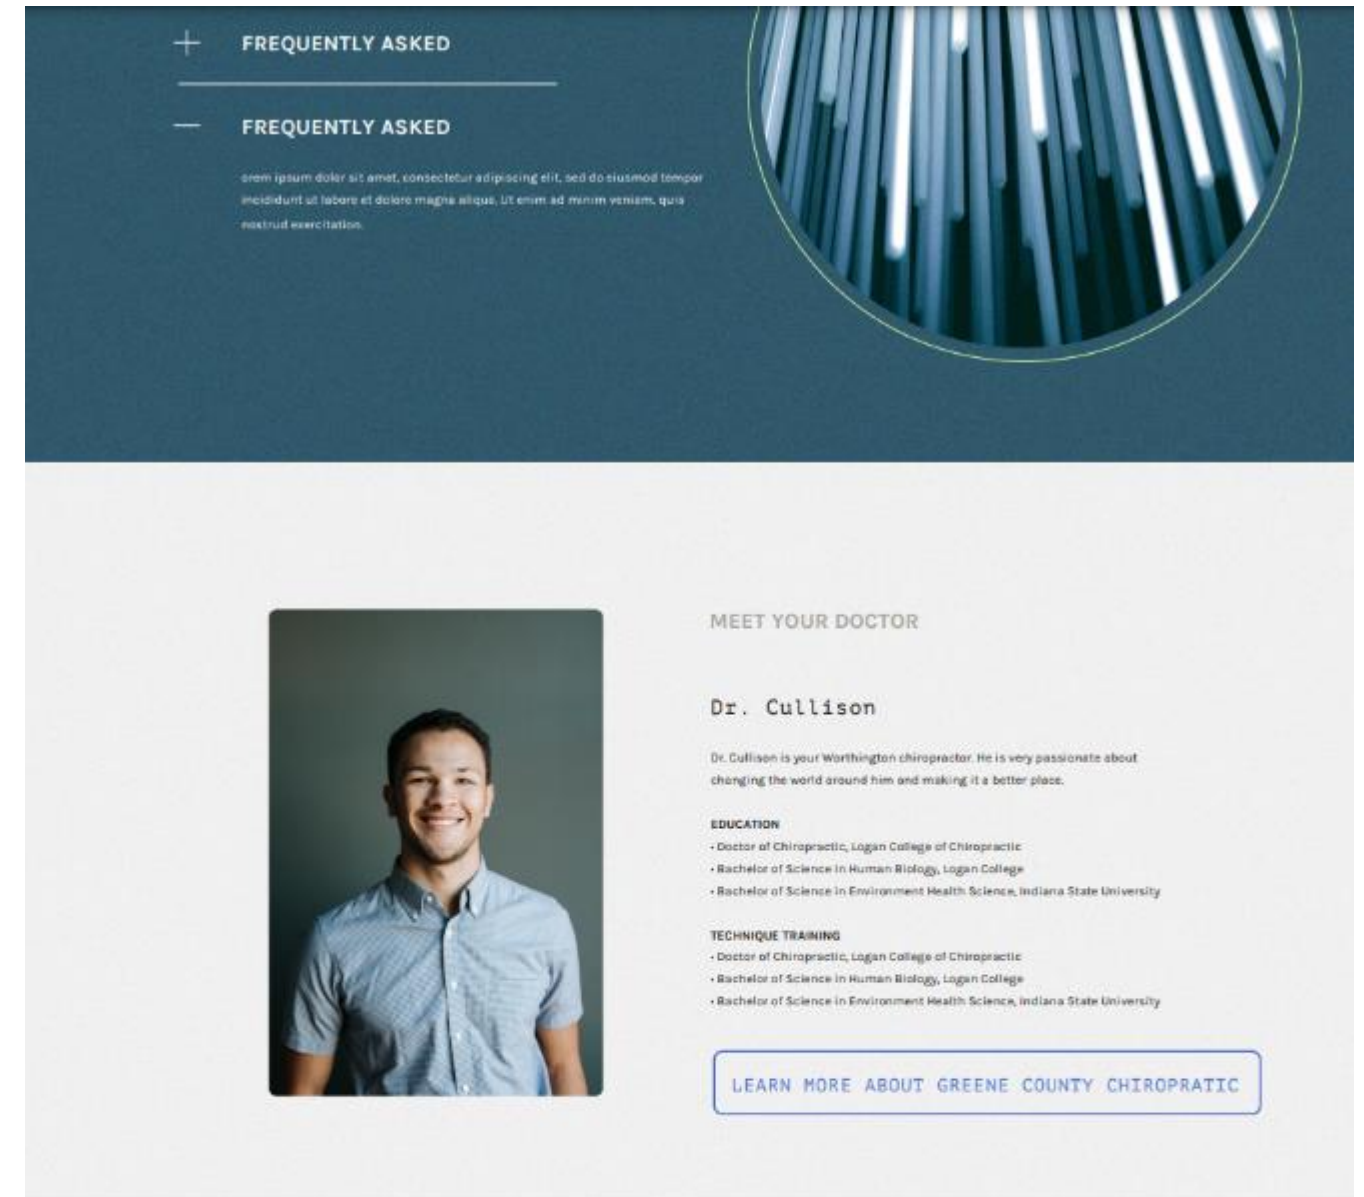 FREQUENTLY ASKED
FREQUENTLY ASKED
orem ipsum dolor sit amet, consectetur adipiscing elit, sed do eiusmod tempor
incididunt ut labore et dolore magna aliqua, Ut enim ad minim veniam, quis
nostrud exercitation.
MEET YOUR DOCTOR
Dr. Cullison
Dr. Cullison is your Worthington chiropractor. He is very passionate about
changing the world around him and making it a better place.
EDUCATION
• Doctor of Chiropractic, Logan College of Chiropractic
• Bachelor of Science in Human Biology, Logan College
• Bachelor of Science in Environment Health Science, Indiana State University
TECHNIQUE TRAINING
• Doctor of Chiropractic, Logan College of Chiropractic
• Bachelor of Science in Human Biology, Logan College
• Bachelor of Science in Environment Health Science, Indiana State University
LEARN MORE ABOUT GREENE COUNTY CHIROPRATIC